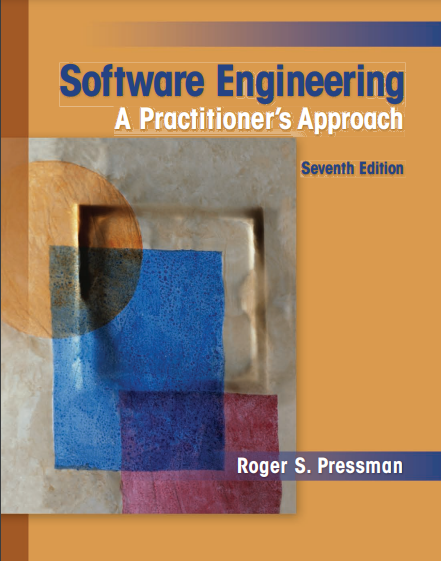 Software Engineering
A Practitioner's Approach
Seventh Edition
Roger S. Pressman